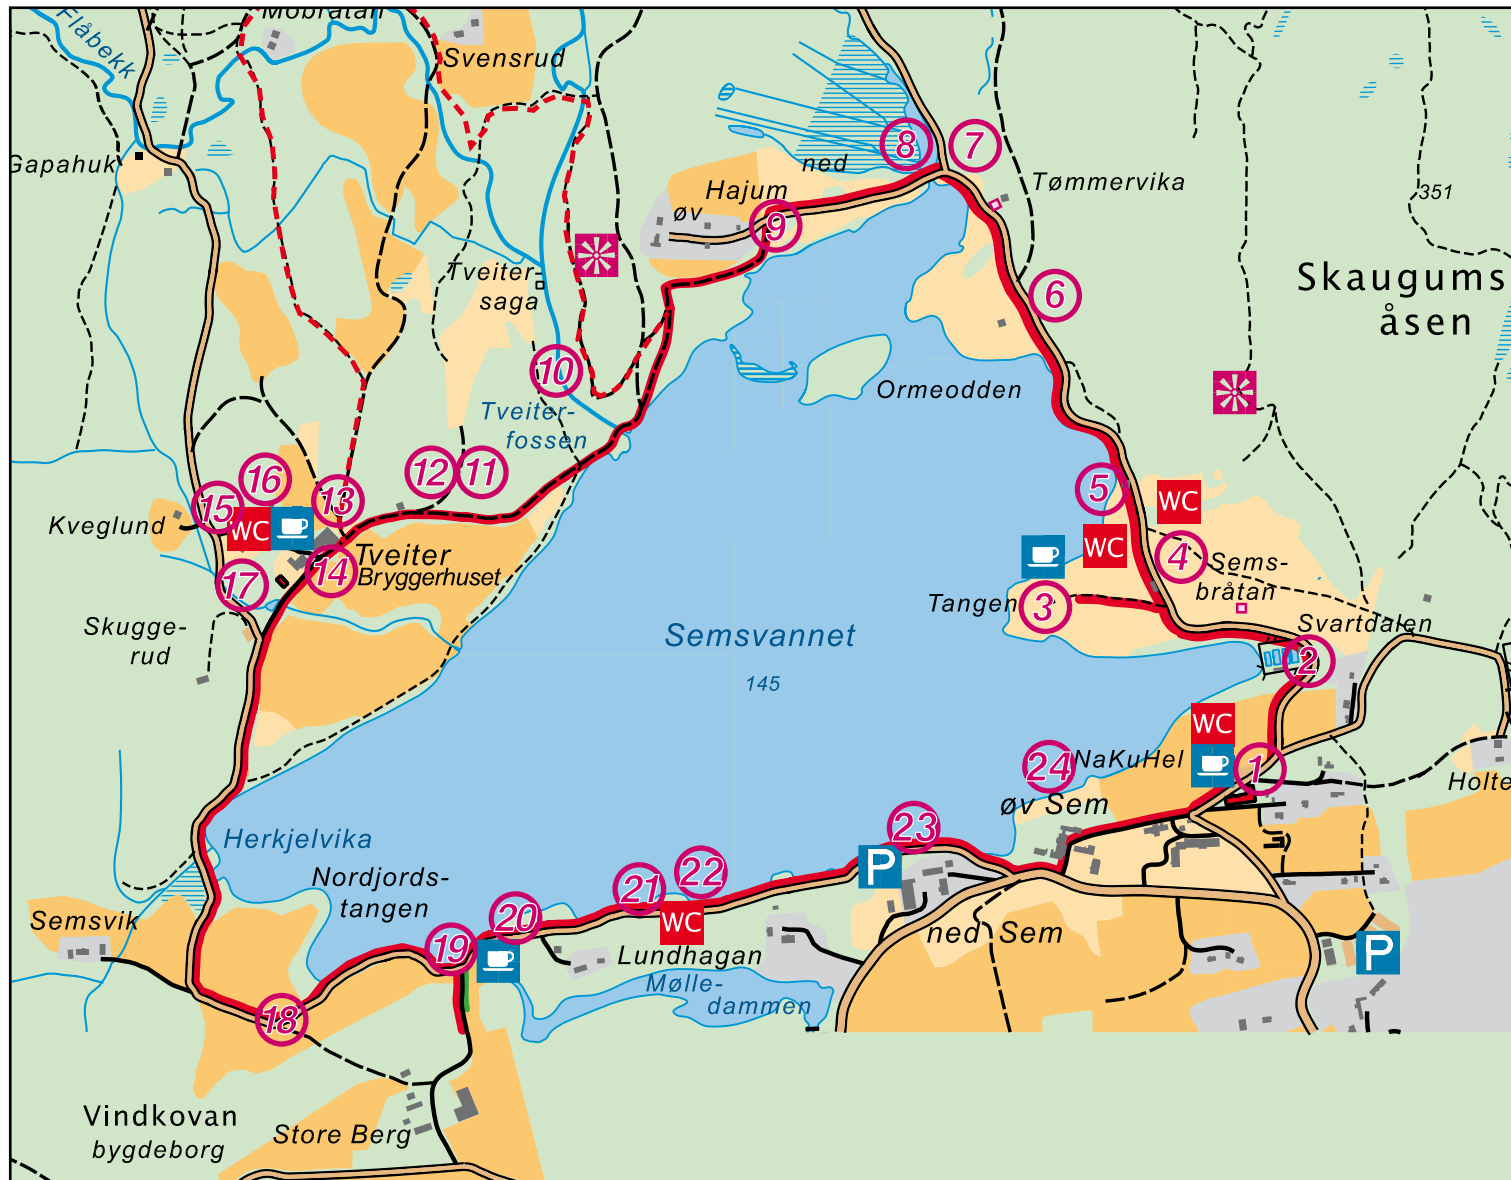 Flåbekk
Mobråtan
Svensrud
Gapahuk
ned
Hajum
øv
8
7
9
Tømmervika
351
Tveiter-
saga
6
Skaugums
åsen
10
Ormeodden
Tveiter-
fossen
12
11
16
13
15
WC
Kveglund
5
WC
WC
4
Tveiter
Bryggerhuset
14
17
Sems-
bråtan
Tangen
3
Svartdalen
Skugge-
rud
Semsvannet
145
2
WC
24
NaKuHel
1
Holte
øv Sem
Herkjelvika
23
P
Nordjords-
tangen
21
22
20
WC
Semsvik
19
Lundhagan
ned Sem
P
Mølle-
dammen
18
Vindkovan
bygdeborg
Store Berg